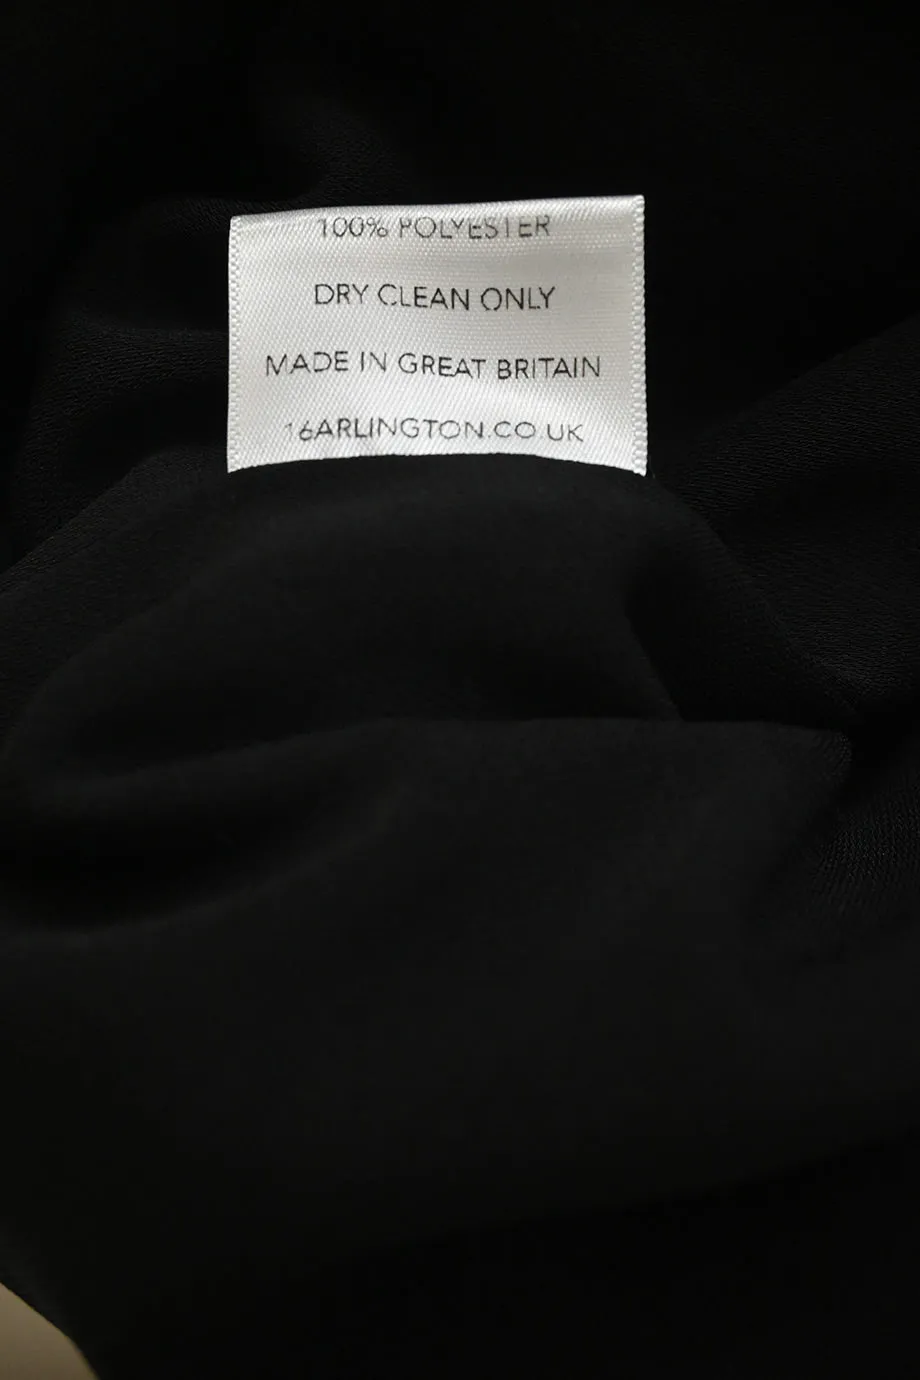 100% POLYESTER
DRY CLEAN ONLY
MADE IN GREAT BRITAIN
16ARLINGTON.CO.UK